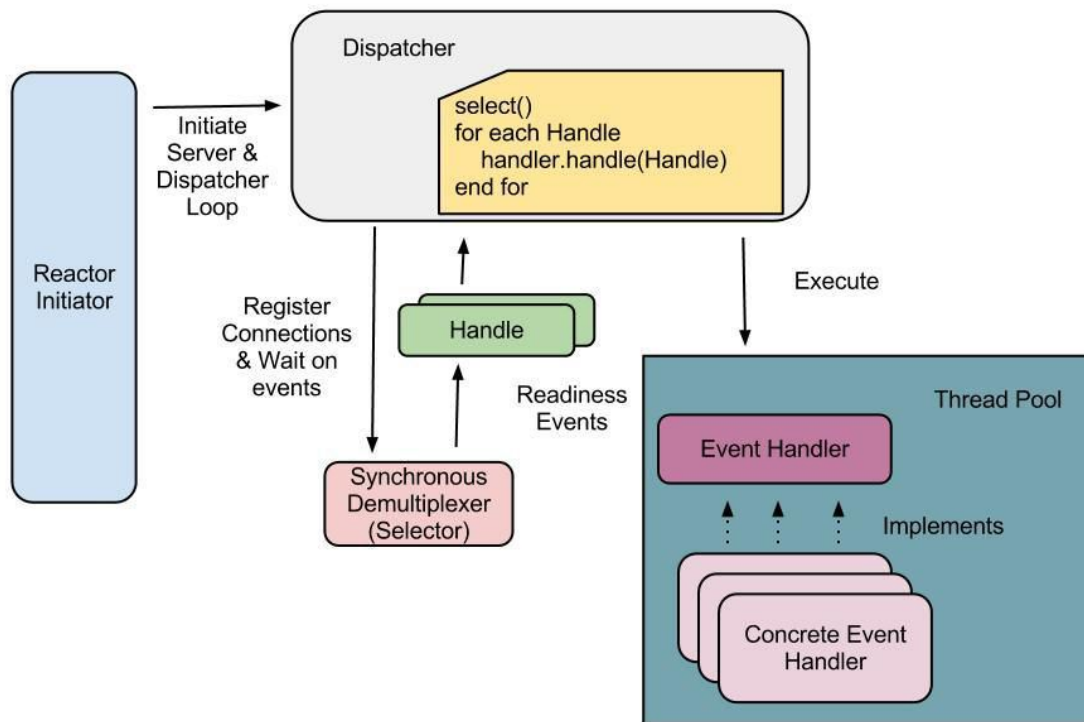 Dispatcher
select()
for each Handle
handler.handle(Handle)
end for
Initiate
Server &
Dispatcher
Loop
Reactor
Initiator
Register
Connections
& Wait on
events
Handle
Readiness
Events
Execute
Synchronous
Demultiplexer
(Selector)
Thread Pool
Event Handler
Implements
Concrete Event
Handler